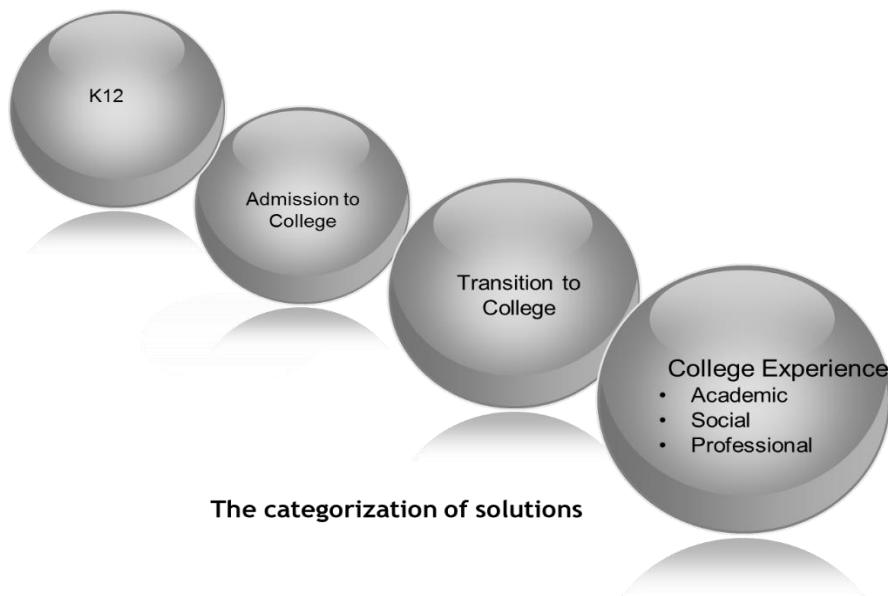 K12
Admission to
College
Transition to
College
College Experience
• Academic
• Social
• Professional
The categorization of solutions